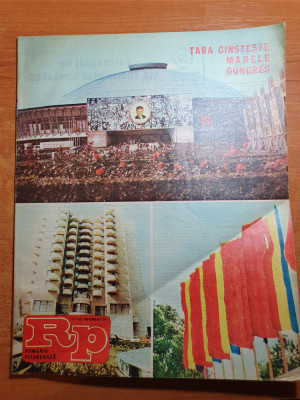 ȚARA CINSTEȘTE
MARELE
CONGRES
Rp
ROMÂNIA
PITOREASCĂ